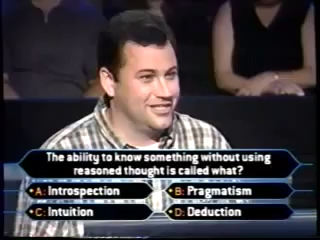 The ability to know something without using
reasoned thought is called what?
A: Introspection
B: Pragmatism
C: Intuition
D: Deduction